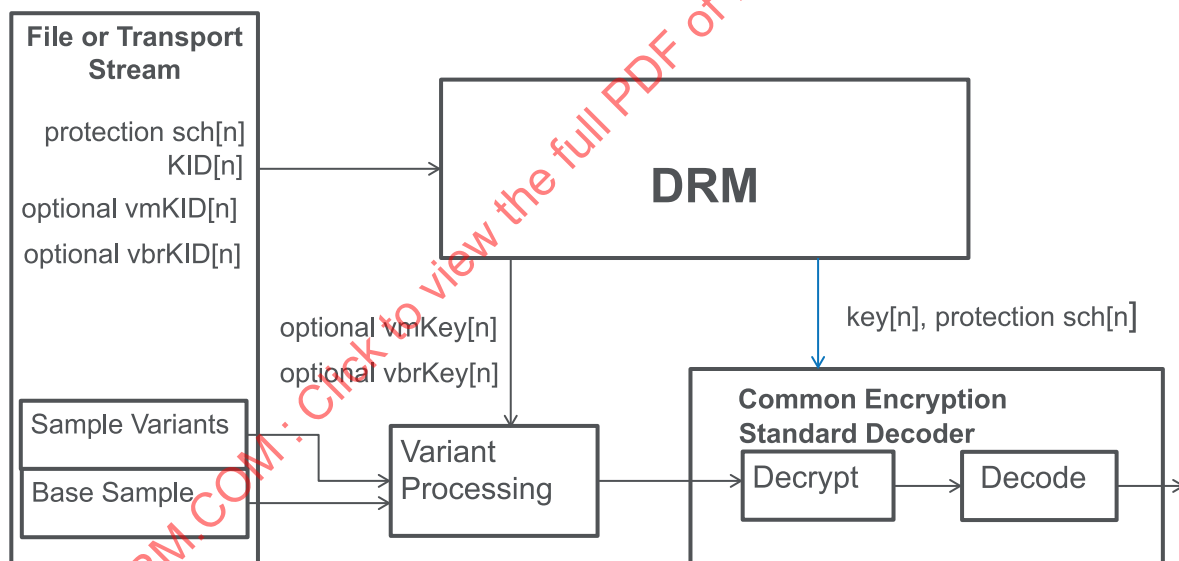 File or Transport
Stream
protection sch[n]
KID[n]
optional vmKID[n]
optional vbrKID[n]
DRM
optional vmKey[n]
optional vbrKey[n]
key[n], protection sch[n]
Sample Variants
Base Sample
Variant
Processing
Common Encryption
Standard Decoder
Decrypt
Decode
RM.COM : Click to view the full PDF of